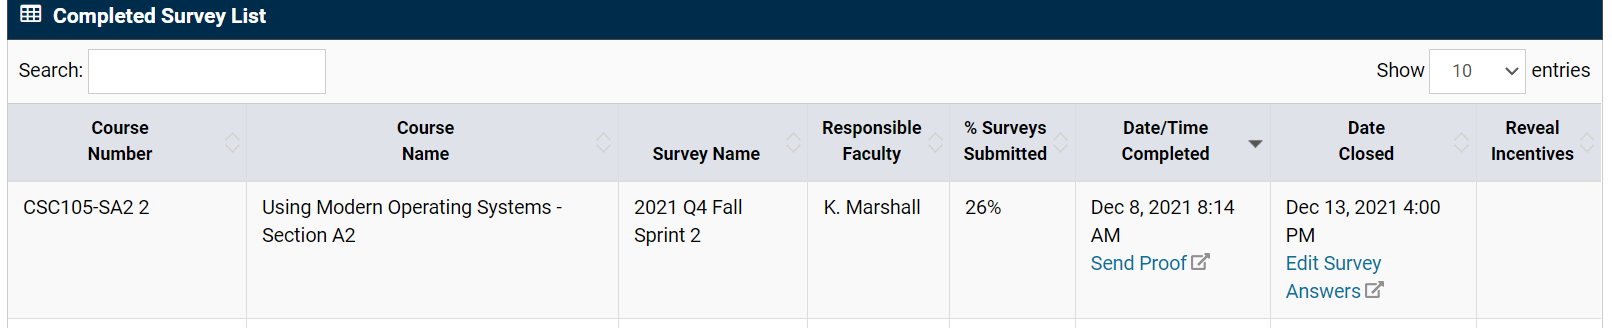 Completed Survey List
Search:
Show 10 entries
Course Number
Course Name
Survey Name
Responsible Faculty
% Surveys Submitted
Date/Time Completed
Date Closed
Reveal Incentives
CSC105-SA2 2
Using Modern Operating Systems -
Section A2
2021 Q4 Fall
Sprint 2
K. Marshall
26%
Dec 8, 2021 8:14
AM
Send Proof
Dec 13, 2021 4:00
PM
Edit Survey
Answers